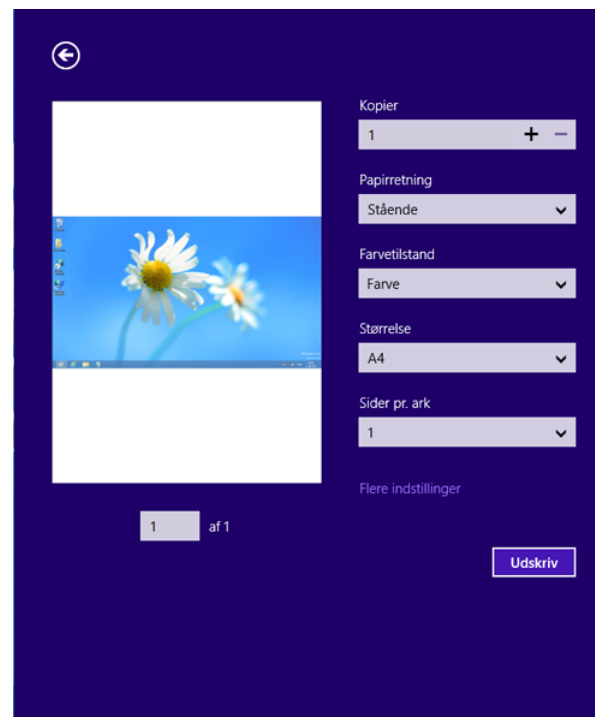 Kopier
1
Papirretning
Stående
Farvetilstand
Farve
Størrelse
A4
Sider pr. ark
1
Flere indstillinger
1 af 1
Udskriv